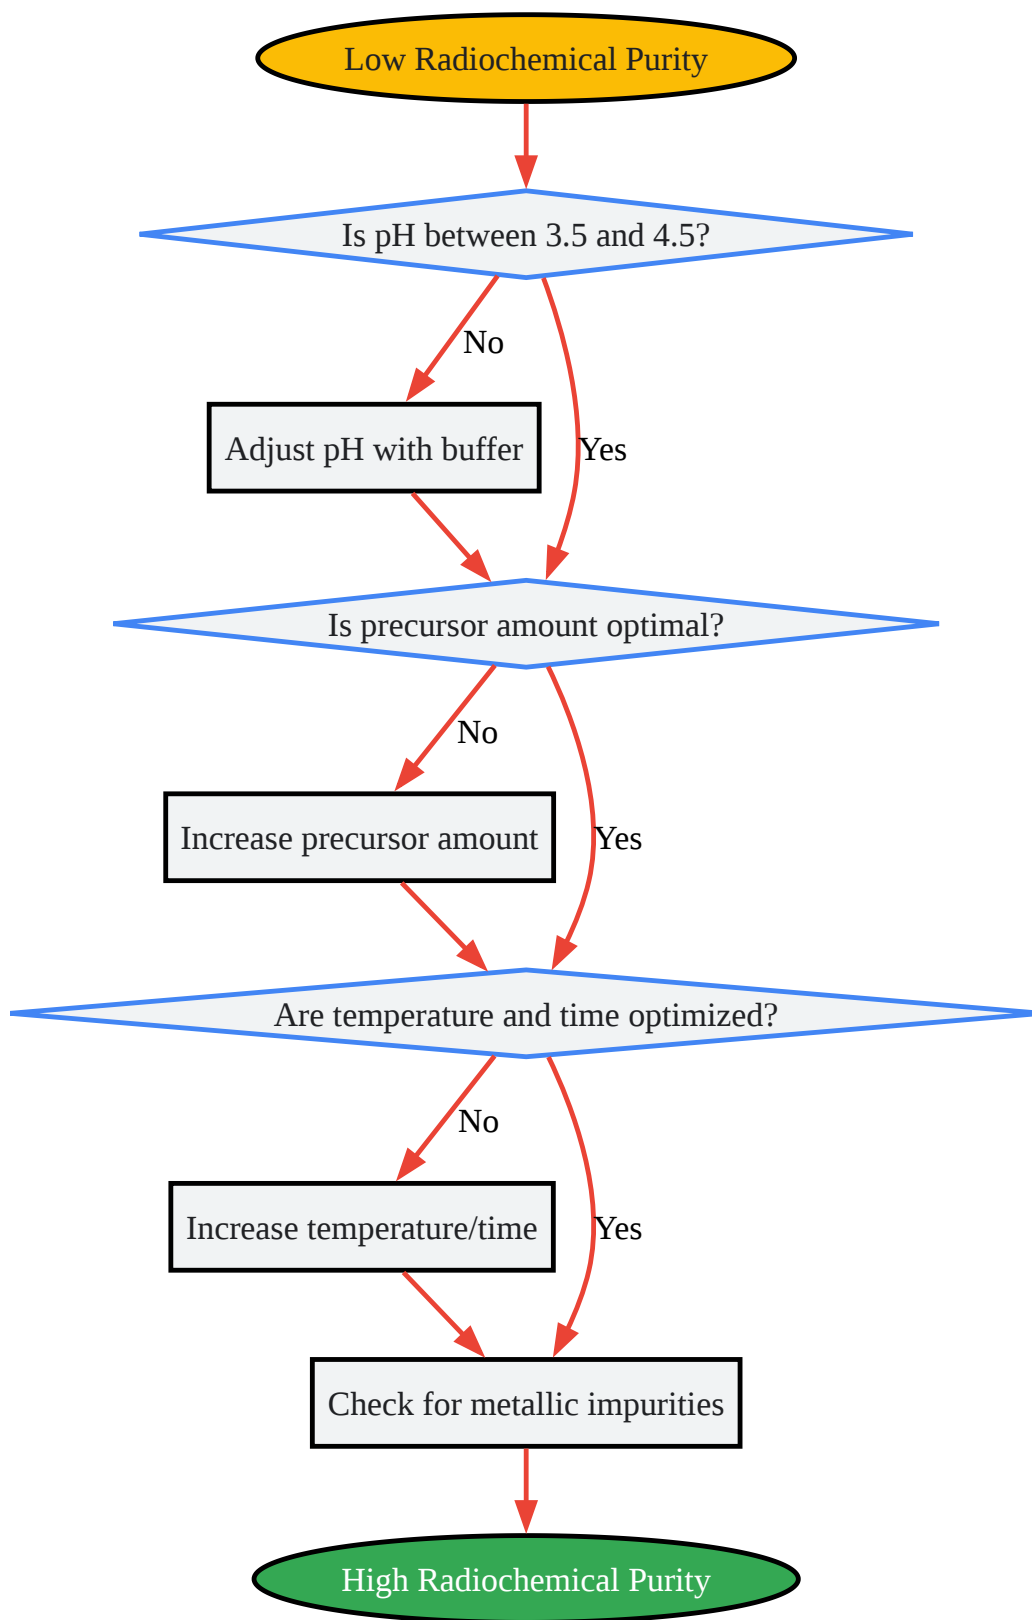 Low Radiochemical Purity
Is pH between 3.5 and 4.5?
No
Adjust pH with buffer
Yes
Is precursor amount optimal?
No
Increase precursor amount
Yes
Are temperature and time optimized?
No
Increase temperature/time
Yes
Check for metallic impurities
High Radiochemical Purity